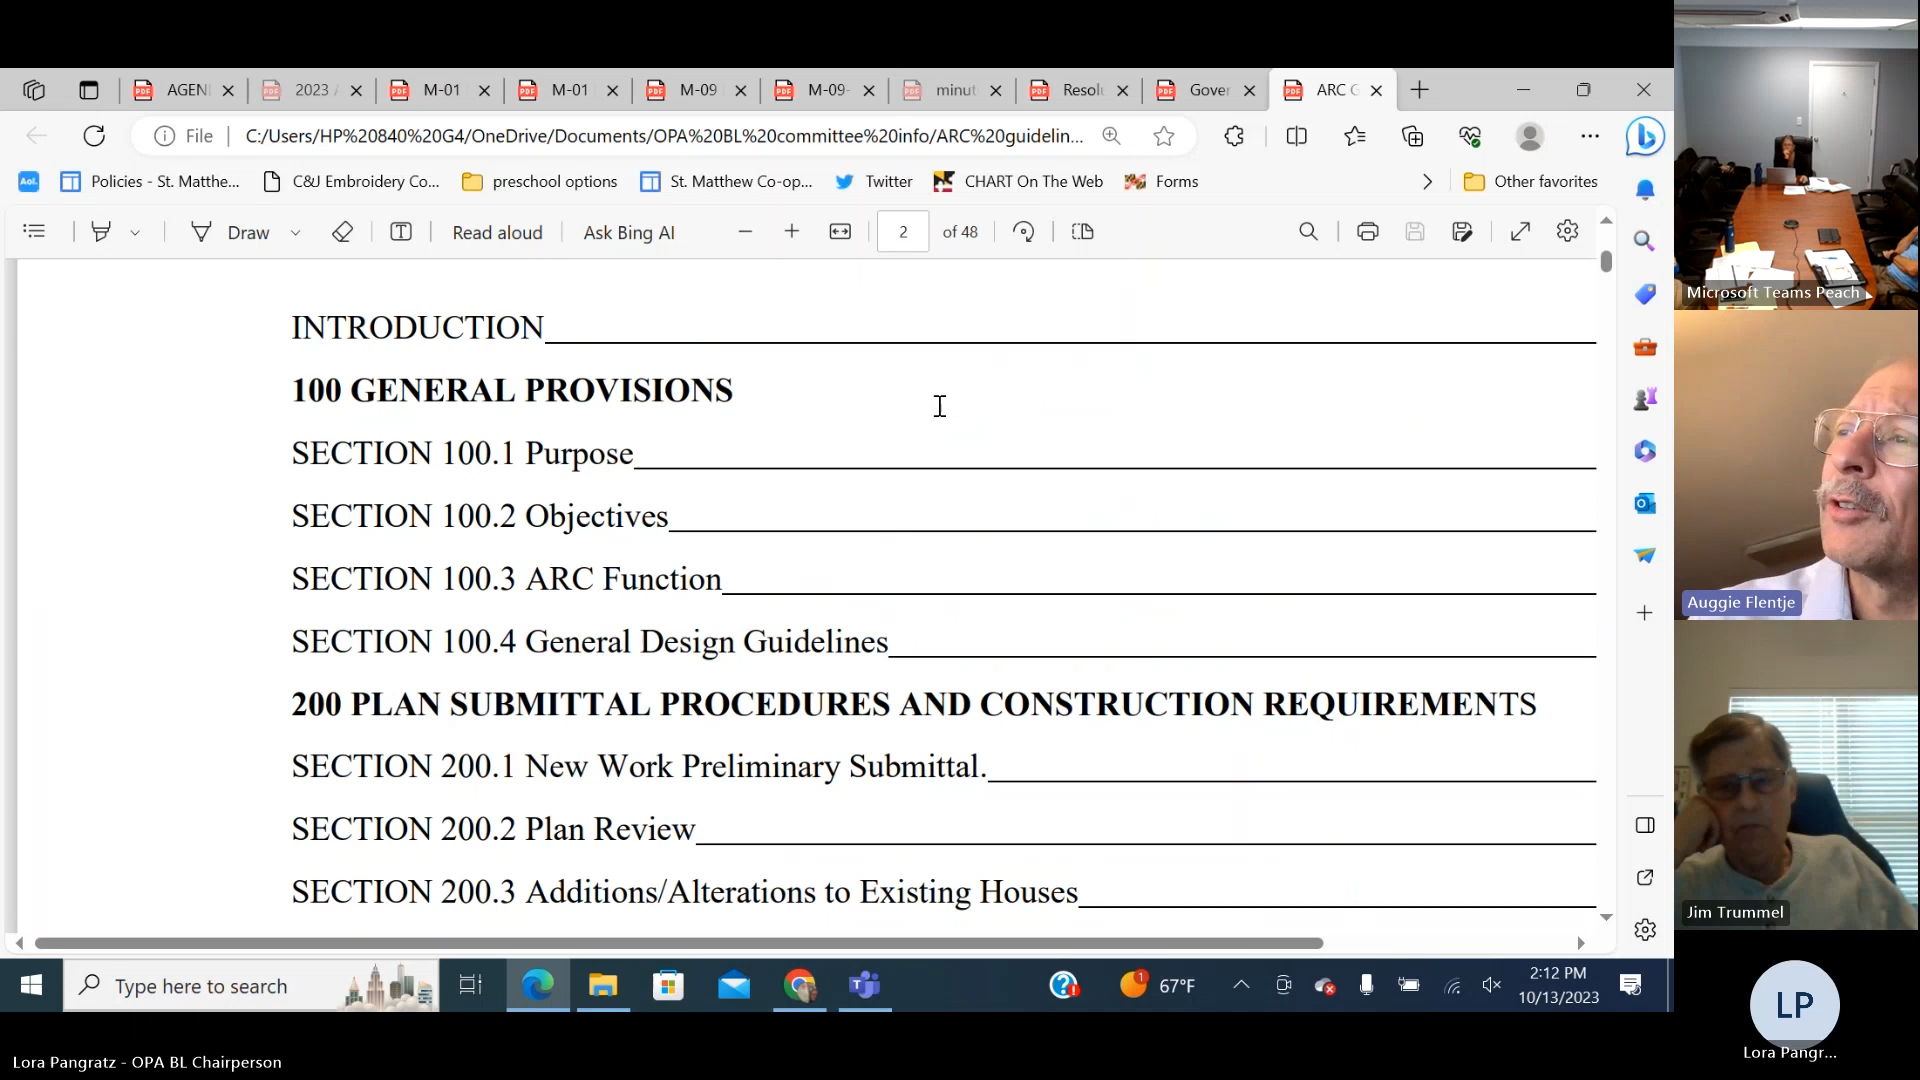 AGEN
2023
M-01
M-01
M-09
M-09-
minut
Resolu
Gover
ARC G
File
C:/Users/HP%20840%20G4/OneDrive/Documents/OPA%20BL%20committee%20info/ARC%20guidelin...
Aol.
Policies - St. Matthe...
C&J Embroidery Co...
preschool options
St. Matthew Co-op...
Twitter
CHART On The Web
Forms
Other favorites
Draw
Read aloud
Ask Bing AI
2
of 48
INTRODUCTION
100 GENERAL PROVISIONS
SECTION 100.1 Purpose
SECTION 100.2 Objectives
SECTION 100.3 ARC Function
SECTION 100.4 General Design Guidelines
200 PLAN SUBMITTAL PROCEDURES AND CONSTRUCTION REQUIREMENTS
SECTION 200.1 New Work Preliminary Submittal.
SECTION 200.2 Plan Review
SECTION 200.3 Additions/Alterations to Existing Houses
Type here to search
1
67°F
2:12 PM
10/13/2023
Microsoft Teams Peach
Auggie Flentje
Jim Trummel
LP
Lora Pangr...
Lora Pangratz - OPA BL Chairperson